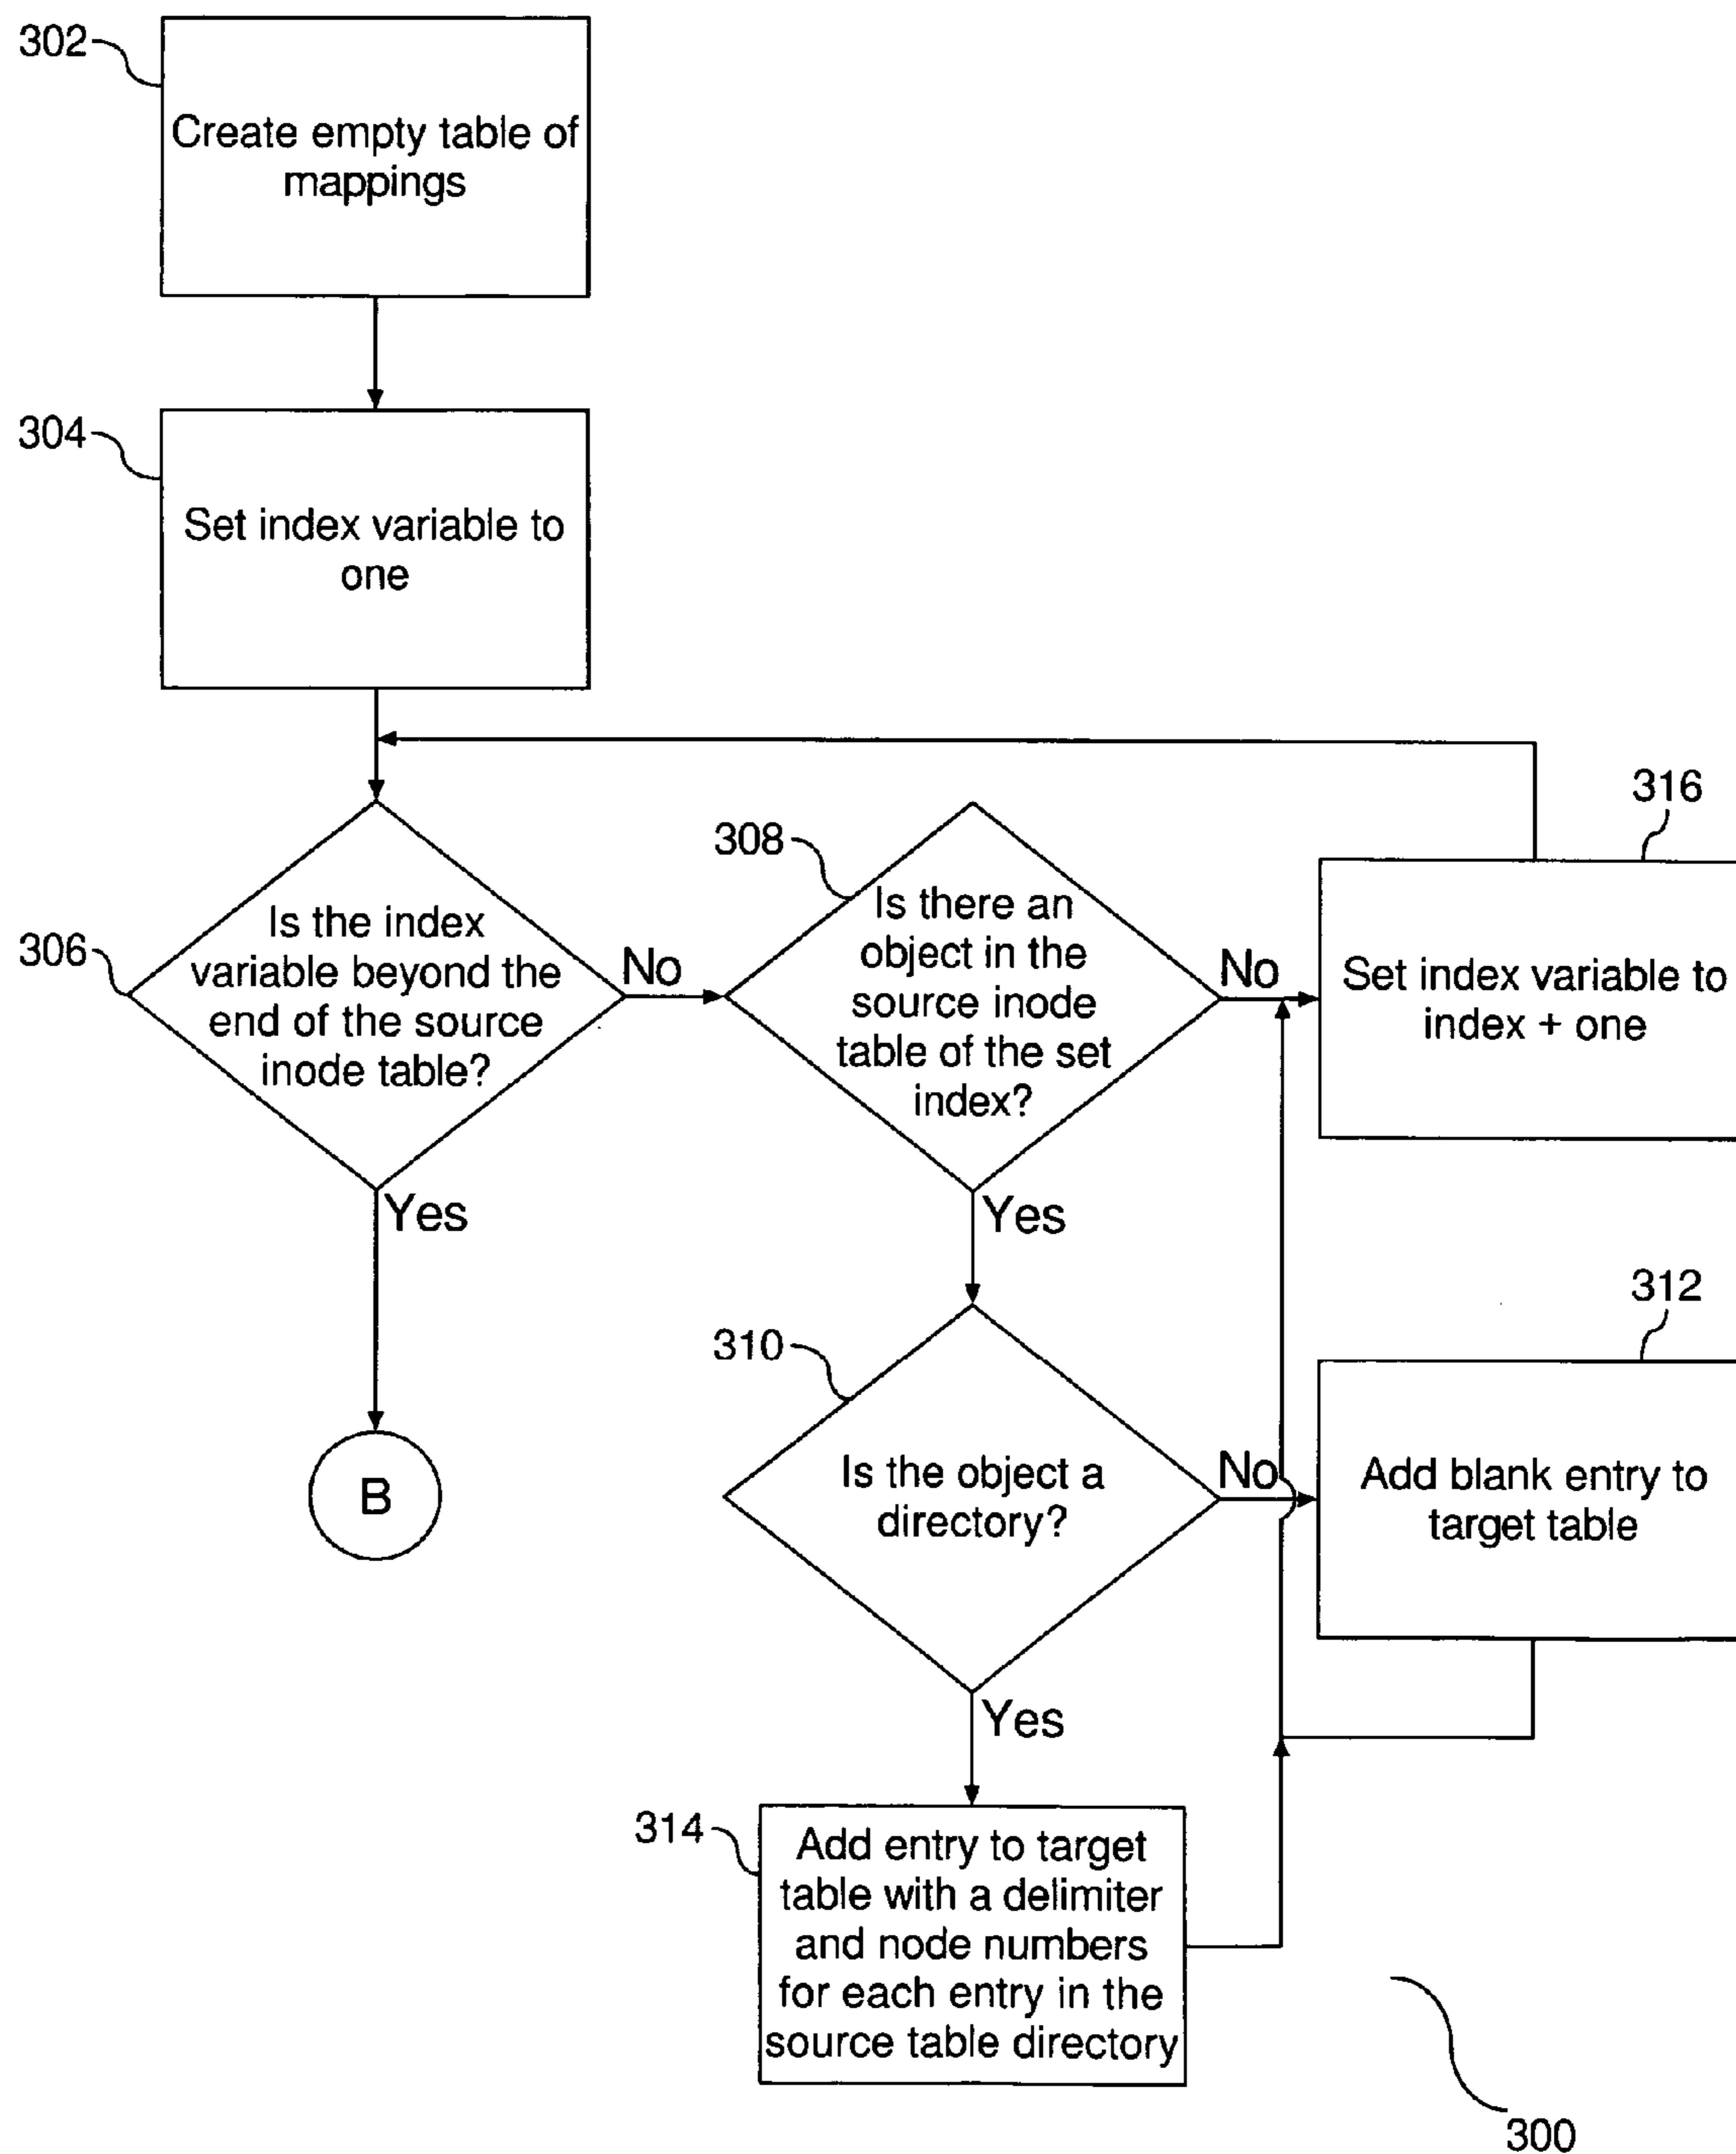 302
Create empty table of
mappings
304
Set index variable to
one
306
Is the index
variable beyond the
end of the source
inode table?
No
Yes
B
308
Is there an
object in the
source inode
table of the set
index?
No
Yes
316
Set index variable to
index + one
310
Is the object a
directory?
No
Yes
312
Add blank entry to
target table
314
Add entry to target
table with a delimiter
and node numbers
for each entry in the
source table directory
300